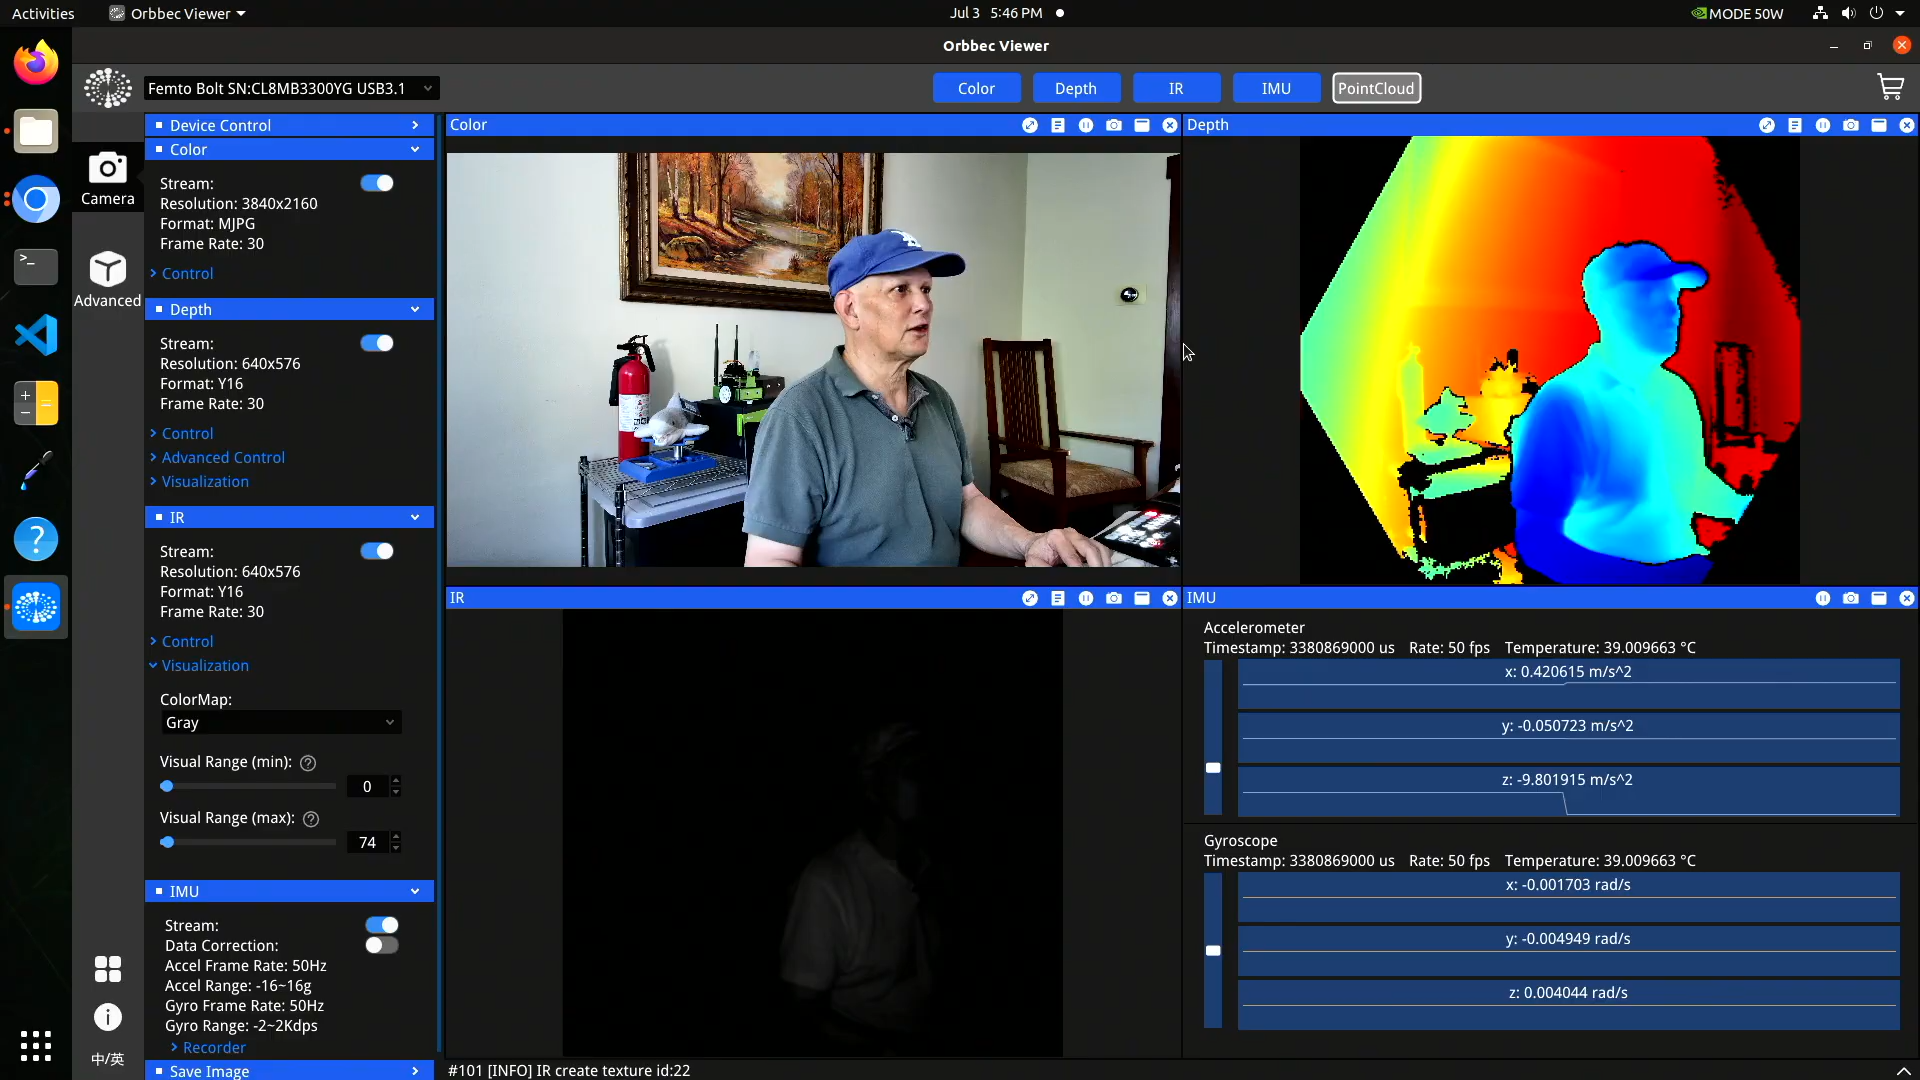 Activities
Orbbec Viewer
Jul 3 5:46 PM
MODE 50W
Orbbec Viewer
Femto Bolt SN:CL8MB3300YG USB3.1
Color
Depth
IR
IMU
PointCloud
Camera
Advanced
中/英
Device Control
Color
Stream:
Resolution: 3840x2160
Format: MJPG
Frame Rate: 30
Control
Depth
Stream:
Resolution: 640x576
Format: Y16
Frame Rate: 30
Control
Advanced Control
Visualization
IR
Stream:
Resolution: 640x576
Format: Y16
Frame Rate: 30
Control
Visualization
ColorMap:
Gray
Visual Range (min):
0
Visual Range (max):
74
IMU
Stream:
Data Correction:
Accel Frame Rate: 50Hz
Accel Range: -16~16g
Gyro Frame Rate: 50Hz
Gyro Range: -2~2Kdps
Recorder
Save Image
Color
Depth
IR
IMU
Accelerometer
Timestamp: 3380869000 us Rate: 50 fps Temperature: 39.009663 °C
x: 0.420615 m/s^2
y: -0.050723 m/s^2
z: -9.801915 m/s^2
Gyroscope
Timestamp: 3380869000 us Rate: 50 fps Temperature: 39.009663 °C
x: -0.001703 rad/s
y: -0.004949 rad/s
z: 0.004044 rad/s
#101 [INFO] IR create texture id:22